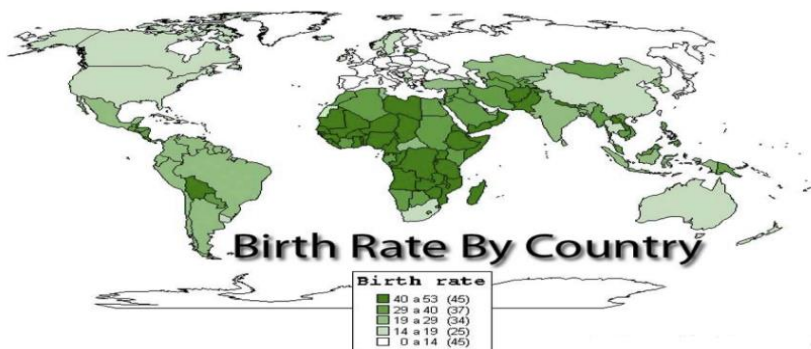 Birth Rate By Country
Birth rate
40 a 53 (45)
29 a 40 (37)
19 a 29 (34)
14 a 19 (25)
0 a 14 (45)